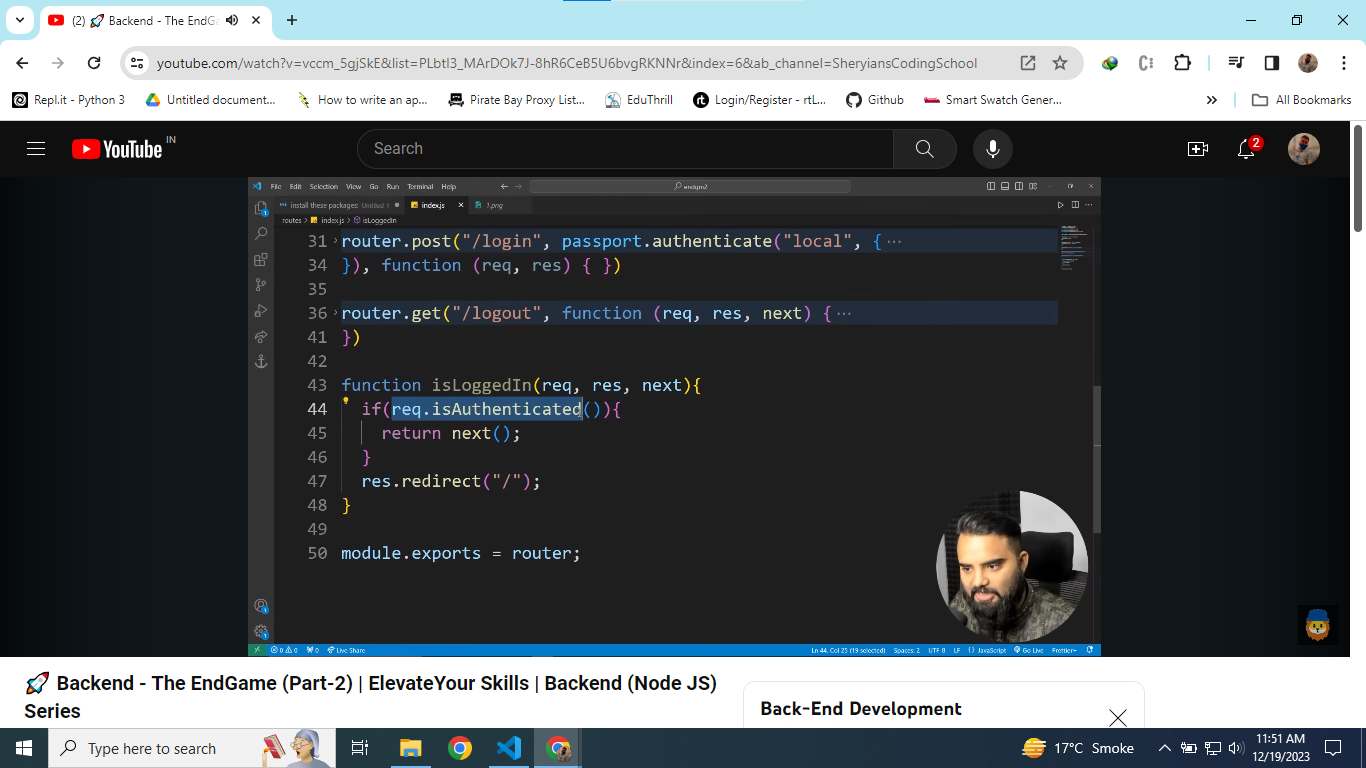 (2) 🚀 Backend - The EndG
youtube.com/watch?v=vccm_5gjSkE&list=PLbtI3_MArDOk7J-8hR6CeB5U6bvgRKNNr&index=6&ab_channel=SheryiansCodingSchool
Repl.it - Python 3 Untitled document... How to write an ap... Pirate Bay Proxy List... EduThrill Login/Register - rtL... Github Smart Swatch Gener... » All Bookmarks
YouTube IN Search 2
File Edit Selection View Go Run Terminal Help endgm2
install these packages: Untitled 1 index.js 1.png
routes > index.js > isLoggedIn
31 router.post("/login", passport.authenticate("local", {···
34 }), function (req, res) { })
35
36 router.get("/logout", function (req, res, next) {···
41 })
42
43 function isLoggedIn(req, res, next){
44 if(req.isAuthenticated()){
45 return next();
46 }
47 res.redirect("/");
48 }
49
50 module.exports = router;
0 0 0 Live Share Ln 44, Col 25 (19 selected) Spaces: 2 UTF-8 LF {} JavaScript Go Live Prettier+
🚀 Backend - The EndGame (Part-2) | ElevateYour Skills | Backend (Node JS)
Series
Back-End Development
Type here to search 17°C Smoke 11:51 AM
12/19/2023